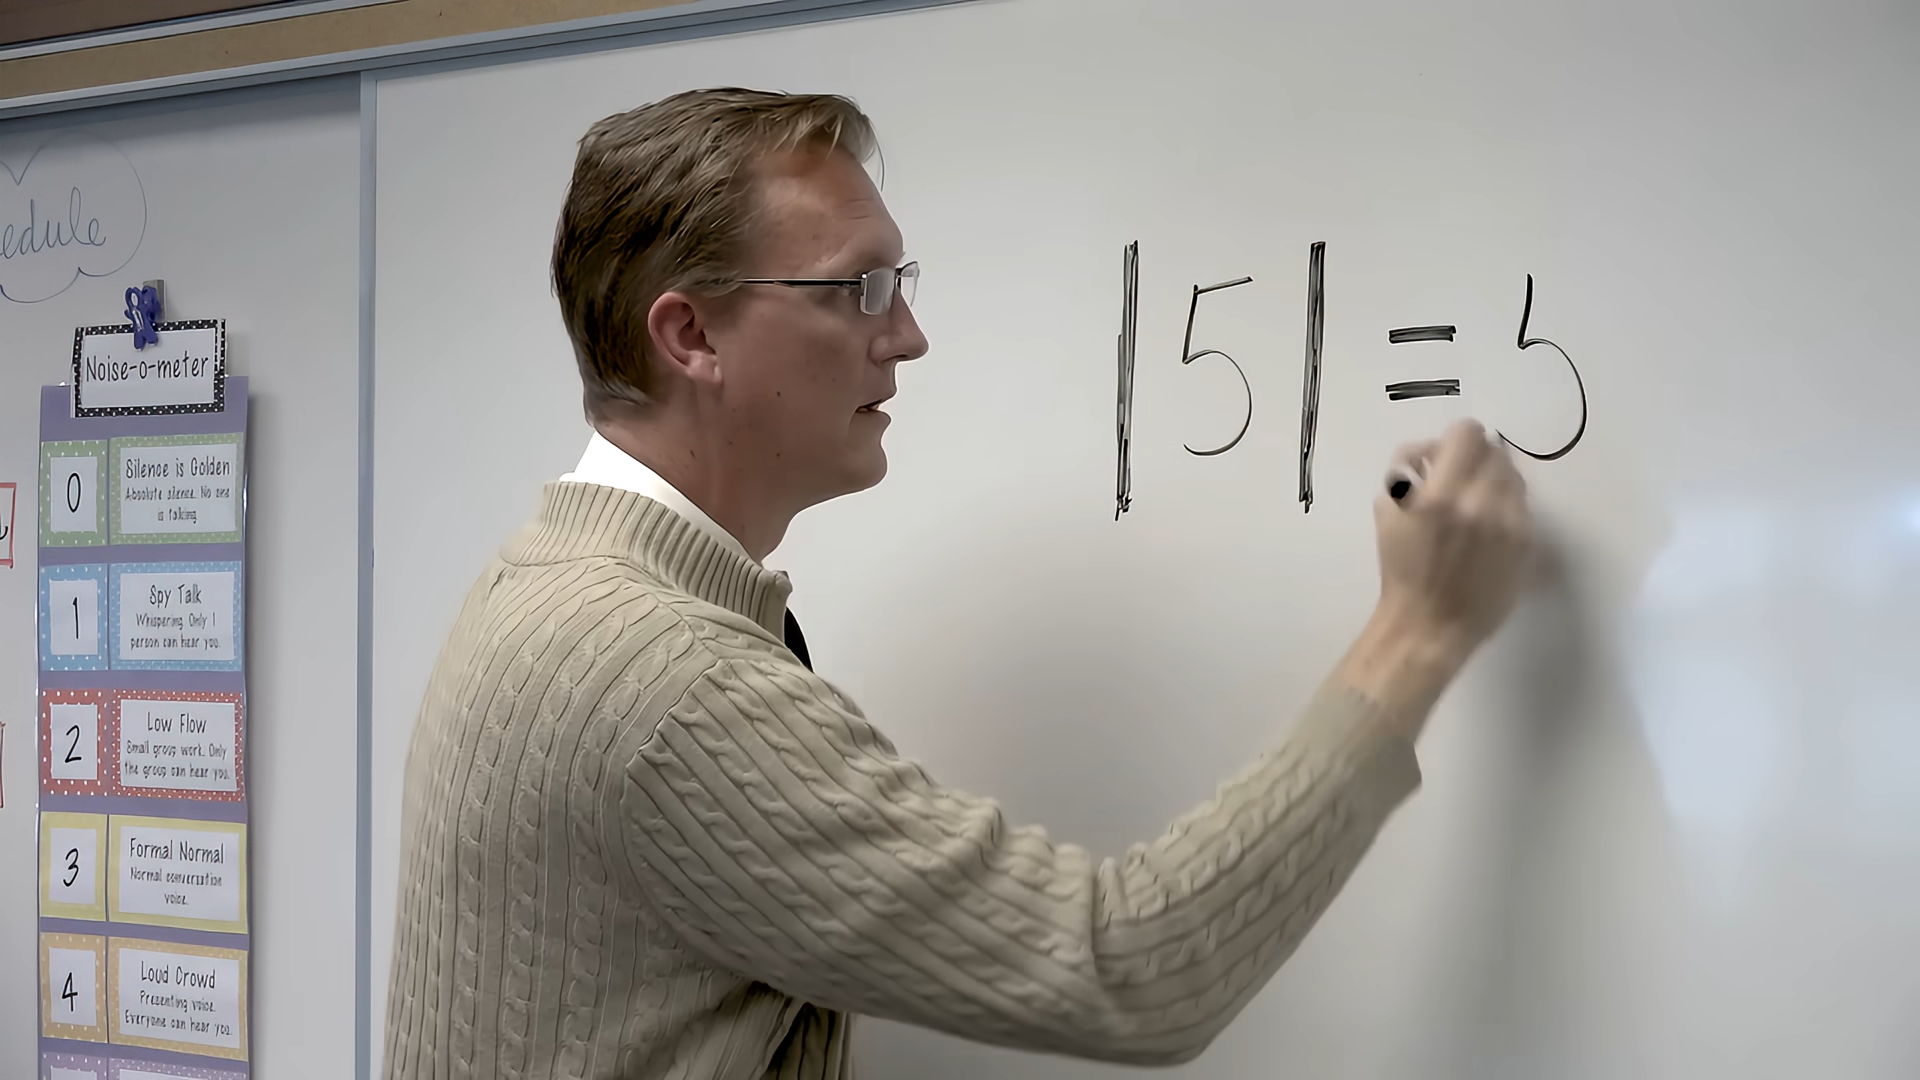 edule
Noise-o-meter
0
Silence is Golden
Absolute silence. No one
is talking.
1
Spy Talk
Whispering. Only 1
person can hear you.
2
Low Flow
Small group work. Only
the group can hear you.
3
Formal Normal
Normal conversation
voice.
4
Loud Crowd
Presenting voice.
Everyone can hear you.
|5| = 5